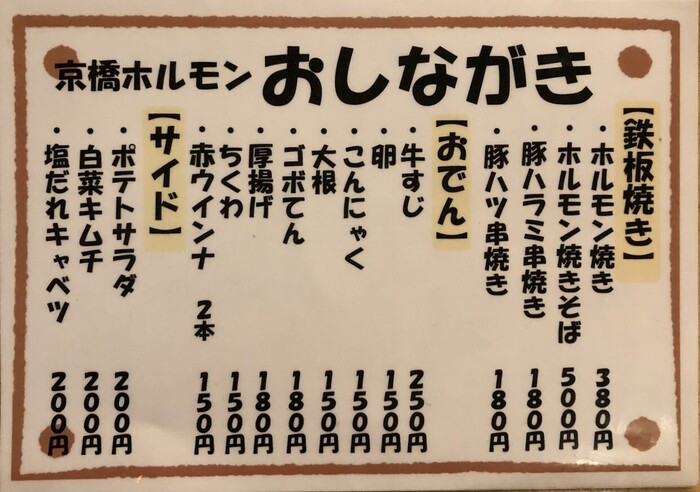 京橋ホルモン おしながき
【鉄板焼き】
・ホルモン焼き 380円
・ホルモン焼きそば 500円
・豚ハラミ串焼き 180円
・豚ハツ串焼き 180円
【おでん】
・牛すじ 250円
・卵 150円
・こんにゃく 150円
・大根 150円
・ゴボてん 180円
・厚揚げ 180円
・ちくわ 150円
・赤ウインナ 2本 150円
【サイド】
・ポテトサラダ 200円
・白菜キムチ 200円
・塩だれキャベツ 200円